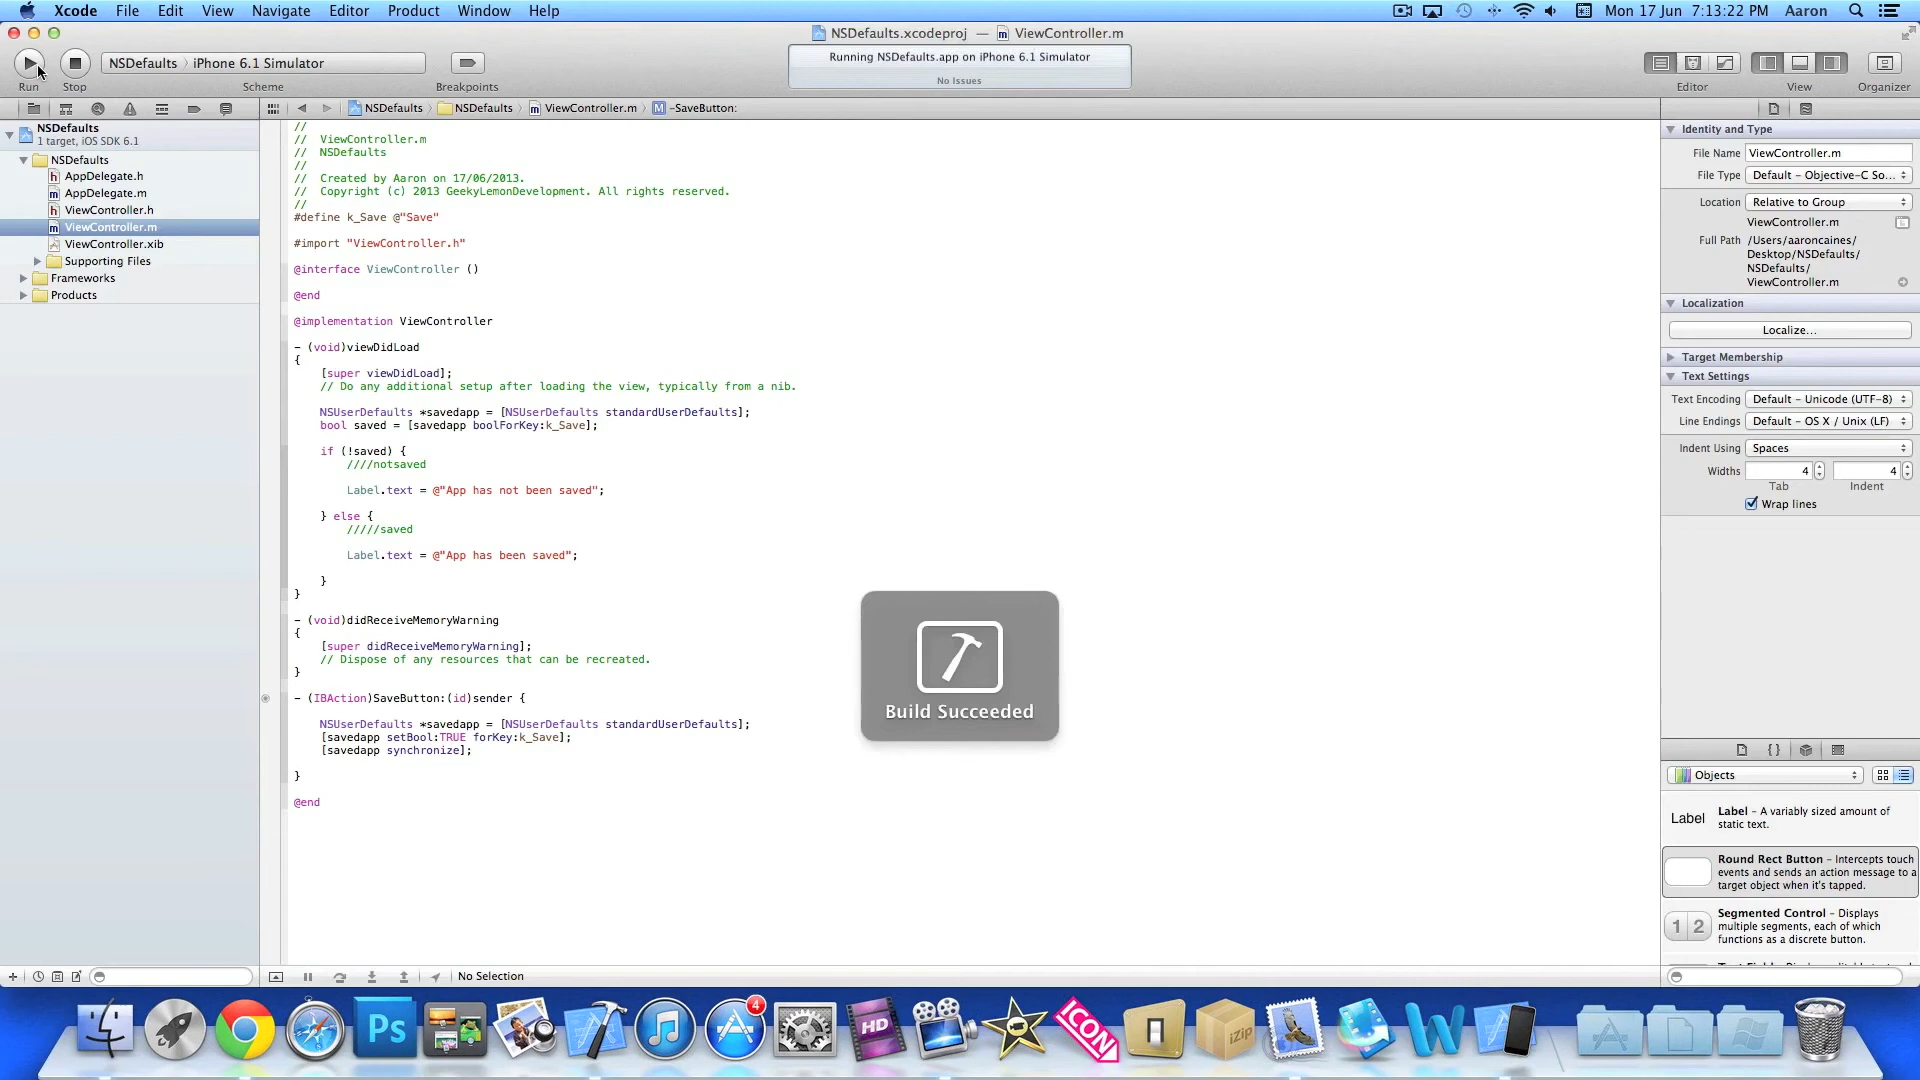 Xcode File Edit View Navigate Editor Product Window Help
Mon 17 Jun 7:13:22 PM Aaron
NSDefaults.xcodeproj — ViewController.m
NSDefaults iPhone 6.1 Simulator
Running NSDefaults.app on iPhone 6.1 Simulator
No Issues
Run Stop Scheme Breakpoints
Editor View Organizer
NSDefaults NSDefaults ViewController.m M -SaveButton:
NSDefaults
1 target, iOS SDK 6.1
NSDefaults
h AppDelegate.h
m AppDelegate.m
h ViewController.h
m ViewController.m
ViewController.xib
Supporting Files
Frameworks
Products
//
// ViewController.m
// NSDefaults
//
// Created by Aaron on 17/06/2013.
// Copyright (c) 2013 GeekyLemonDevelopment. All rights reserved.
//
#define k_Save @"Save"
#import "ViewController.h"
@interface ViewController ()
@end
@implementation ViewController
- (void)viewDidLoad
{
[super viewDidLoad];
// Do any additional setup after loading the view, typically from a nib.
NSUserDefaults *savedapp = [NSUserDefaults standardUserDefaults];
bool saved = [savedapp boolForKey:k_Save];
if (!saved) {
////notsaved
Label.text = @"App has not been saved";
} else {
/////saved
Label.text = @"App has been saved";
}
}
- (void)didReceiveMemoryWarning
{
[super didReceiveMemoryWarning];
// Dispose of any resources that can be recreated.
}
- (IBAction)SaveButton:(id)sender {
NSUserDefaults *savedapp = [NSUserDefaults standardUserDefaults];
[savedapp setBool:TRUE forKey:k_Save];
[savedapp synchronize];
}
@end
Build Succeeded
No Selection
Identity and Type
File Name ViewController.m
File Type Default - Objective-C So...
Location Relative to Group
ViewController.m
Full Path /Users/aaroncaines/
Desktop/NSDefaults/
NSDefaults/
ViewController.m
Localization
Localize...
Target Membership
Text Settings
Text Encoding Default - Unicode (UTF-8)
Line Endings Default - OS X / Unix (LF)
Indent Using Spaces
Widths 4 4
Tab Indent
Wrap lines
{}
Objects
Label Label - A variably sized amount of
static text.
Round Rect Button - Intercepts touch
events and sends an action message to a
target object when it's tapped.
1 2 Segmented Control - Displays
multiple segments, each of which
functions as a discrete button.
Ps
4
HD
ICON
iZip
W